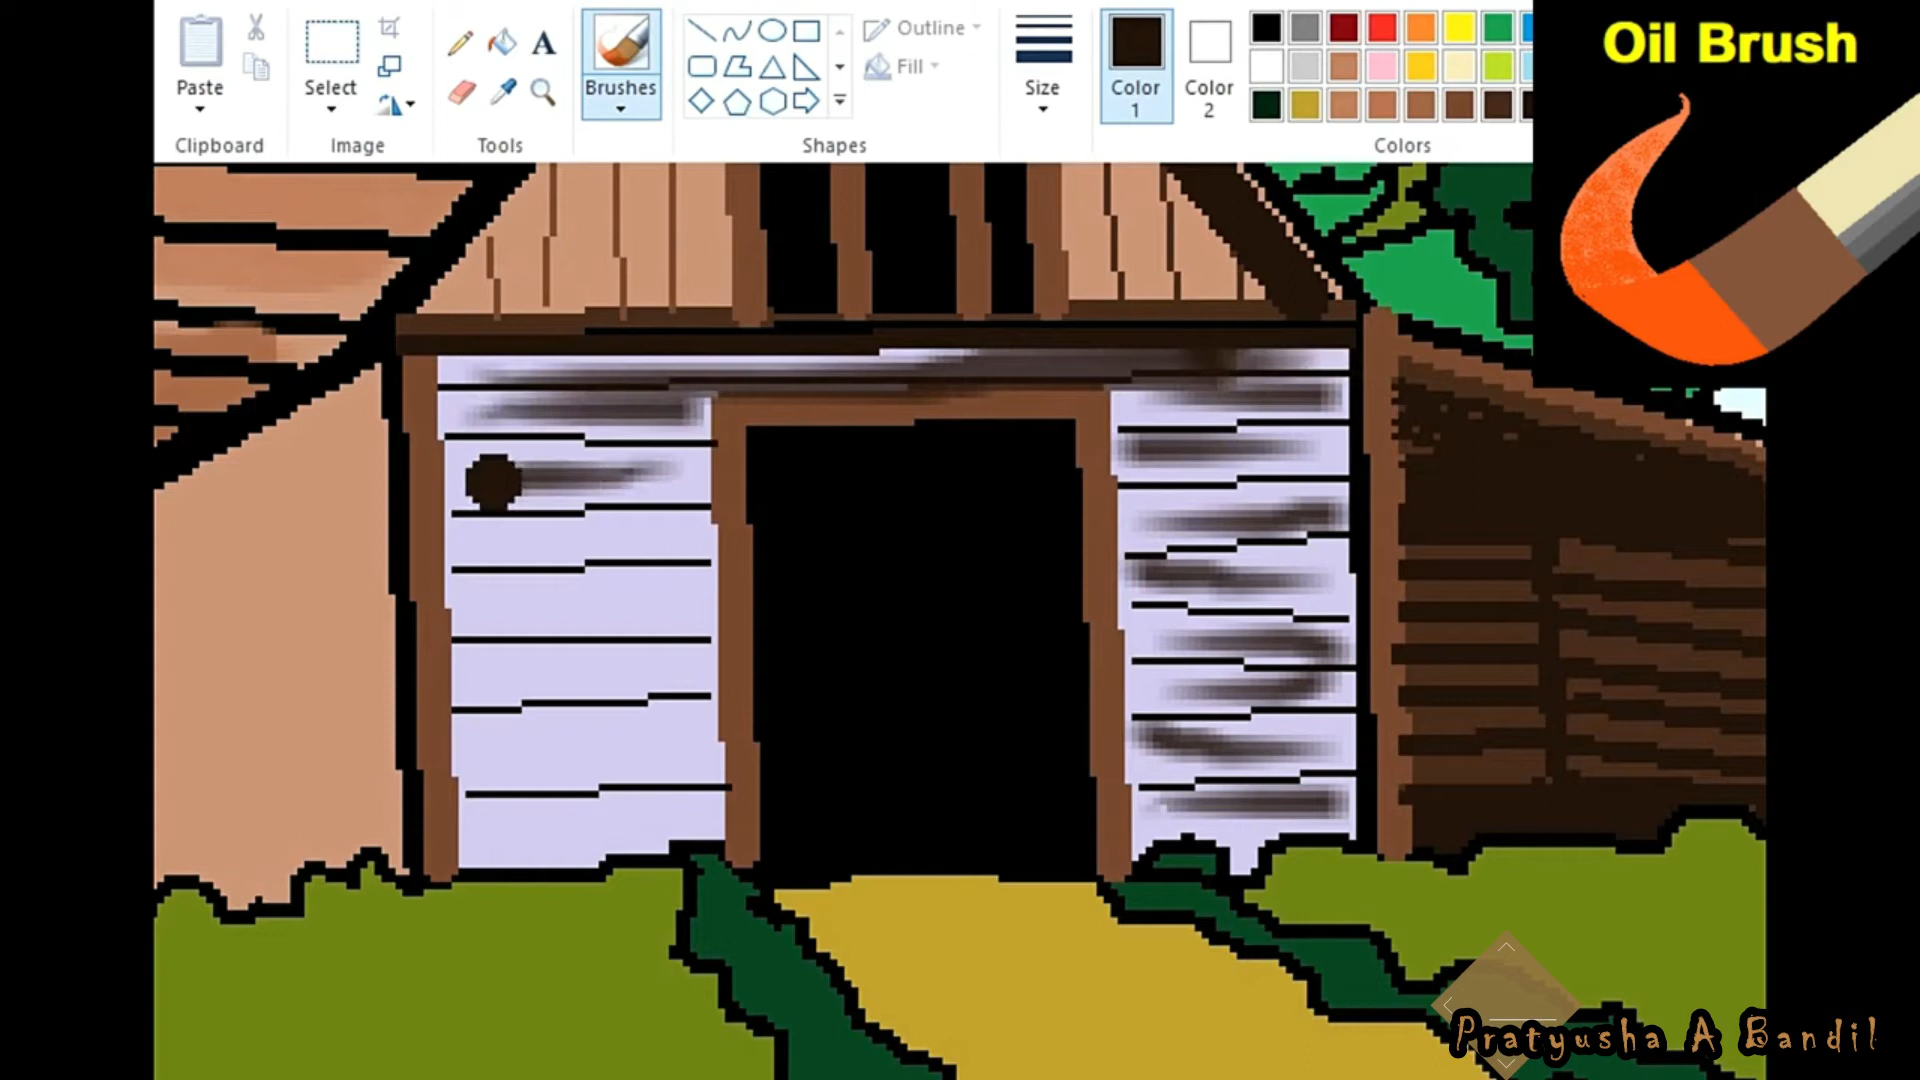 Oil Brush
Outline
Fill
Paste
Select
Brushes
Size
Color
1
Color
2
Clipboard
Image
Tools
Shapes
Colors
Pratyusha A Bandil